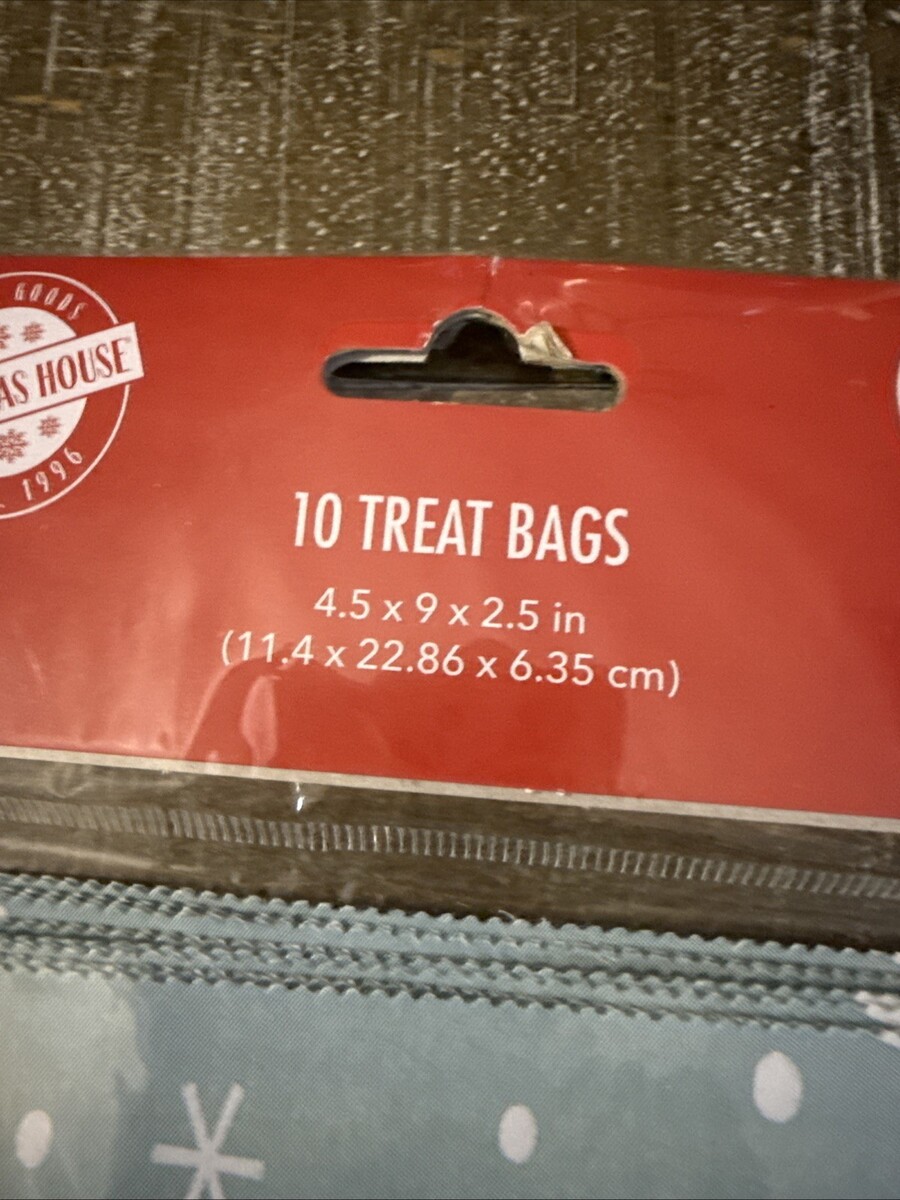 GOODS
AS HOUSE
1996
10 TREAT BAGS
4.5 x 9 x 2.5 in
(11.4 x 22.86 x 6.35 cm)